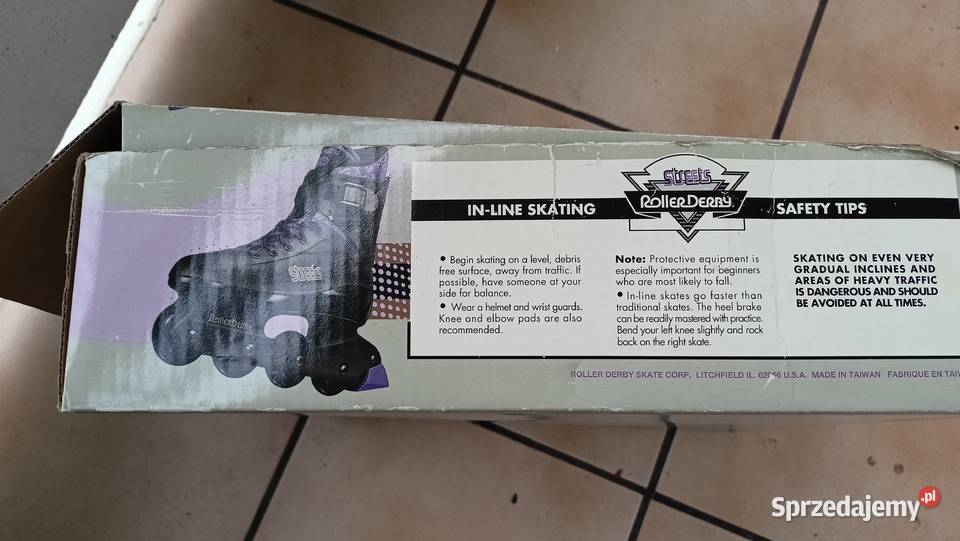 Streets
RollerDerby
IN-LINE SKATING
Streets
RollerDerby
SAFETY TIPS
• Begin skating on a level, debris
free surface, away from traffic. If
possible, have someone at your
side for balance.
• Wear a helmet and wrist guards.
Knee and elbow pads are also
recommended.
Note: Protective equipment is
especially important for beginners
who are most likely to fall.
• In-line skates go faster than
traditional skates. The heel brake
can be readily mastered with practice.
Bend your left knee slightly and rock
back on the right skate.
SKATING ON EVEN VERY
GRADUAL INCLINES AND
AREAS OF HEAVY TRAFFIC
IS DANGEROUS AND SHOULD
BE AVOIDED AT ALL TIMES.
ROLLER DERBY SKATE CORP. LITCHFIELD IL. 62056 U.S.A. MADE IN TAIWAN FABRIQUE EN
Sprzedajemy.pl